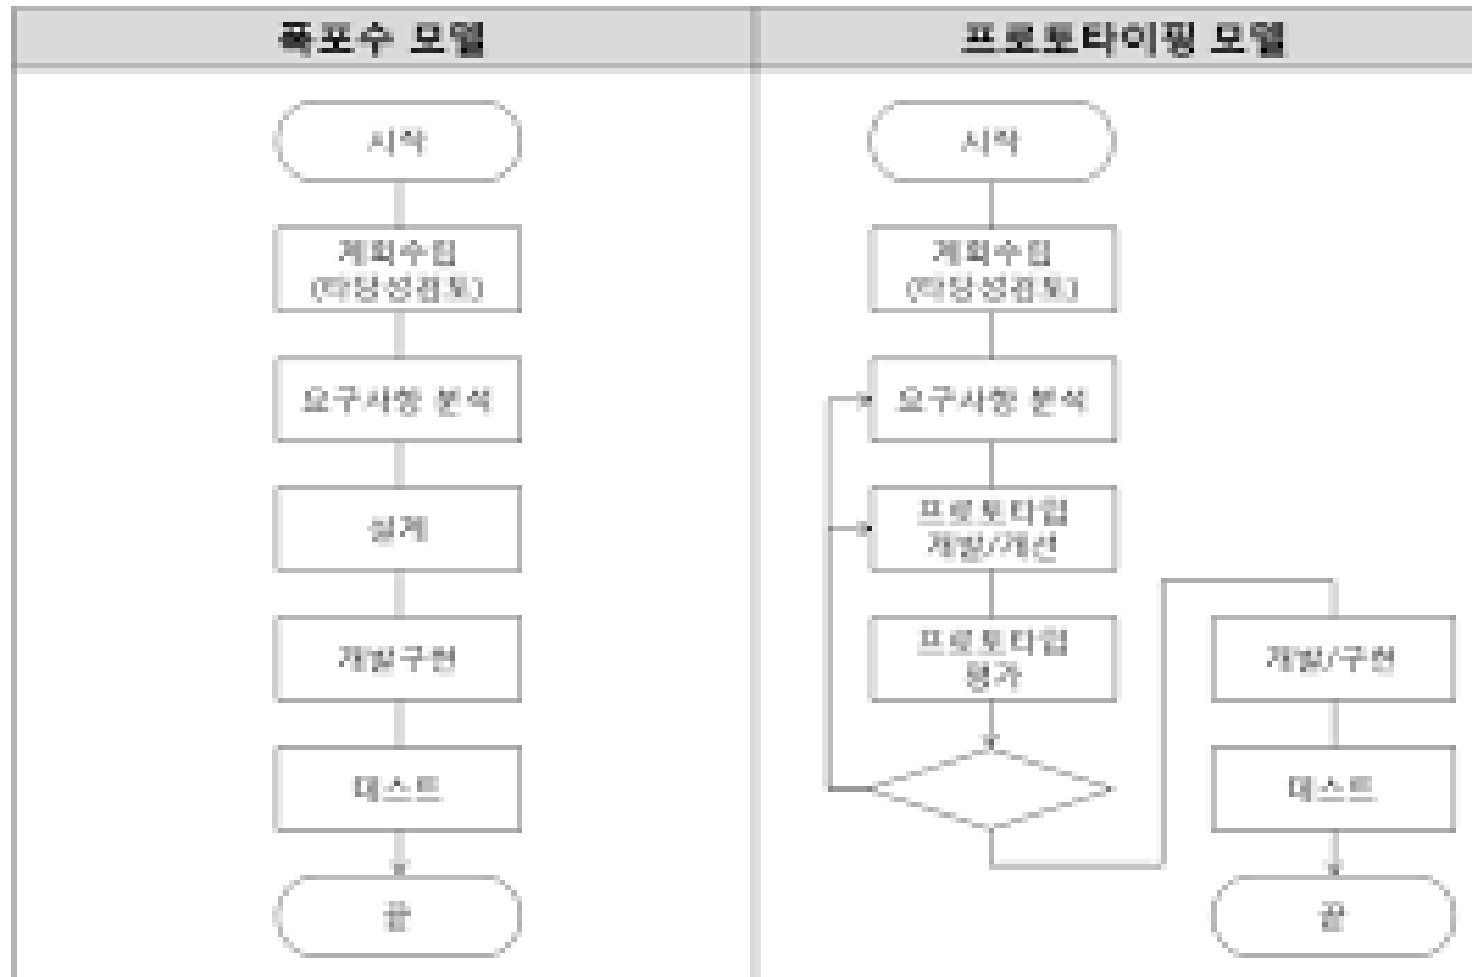 폭포수 모델
시작
계획수립
(타당성검토)
요구사항 분석
설계
개발구현
테스트
끝
프로토타이핑 모델
시작
계획수립
(타당성검토)
요구사항 분석
프로토타입
개발/개선
프로토타입
평가
개발/구현
테스트
끝